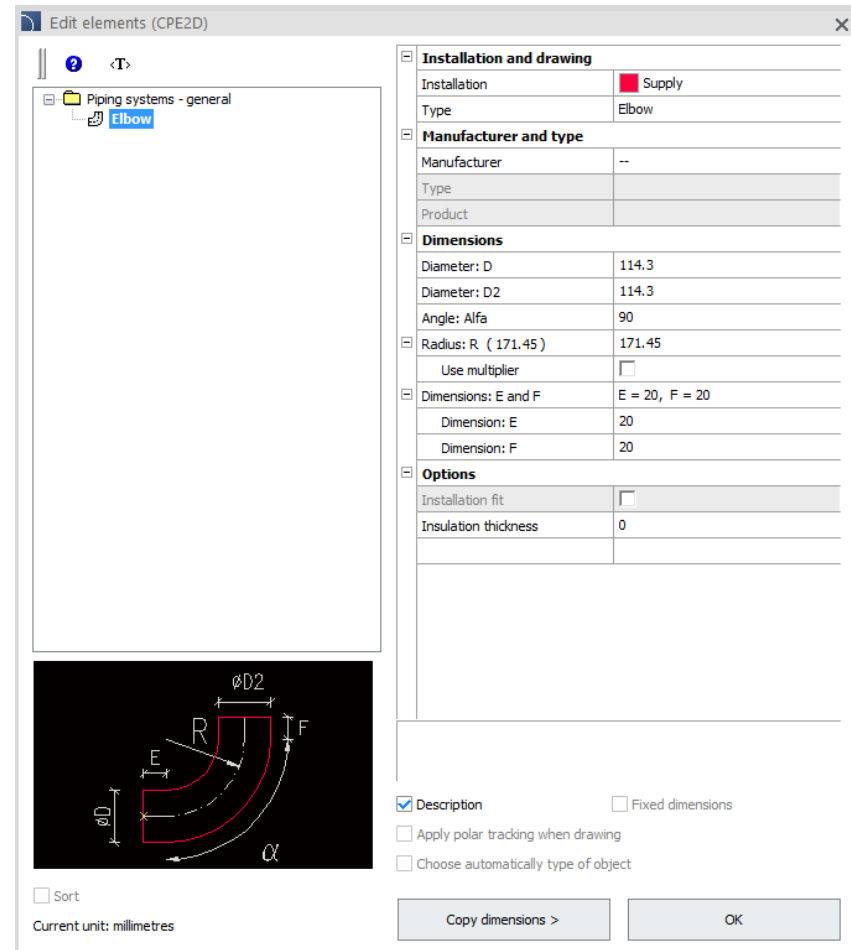 Edit elements (CPE2D)
?
<T>
Piping systems - general
Elbow
Installation and drawing
Installation Supply
Type Elbow
Manufacturer and type
Manufacturer --
Type
Product
Dimensions
Diameter: D 114.3
Diameter: D2 114.3
Angle: Alfa 90
Radius: R ( 171.45 ) 171.45
Use multiplier
Dimensions: E and F E = 20, F = 20
Dimension: E 20
Dimension: F 20
Options
Installation fit
Insulation thickness 0
øD2
R
F
E
øD
α
Description Fixed dimensions
Apply polar tracking when drawing
Choose automatically type of object
Sort
Current unit: millimetres
Copy dimensions > OK